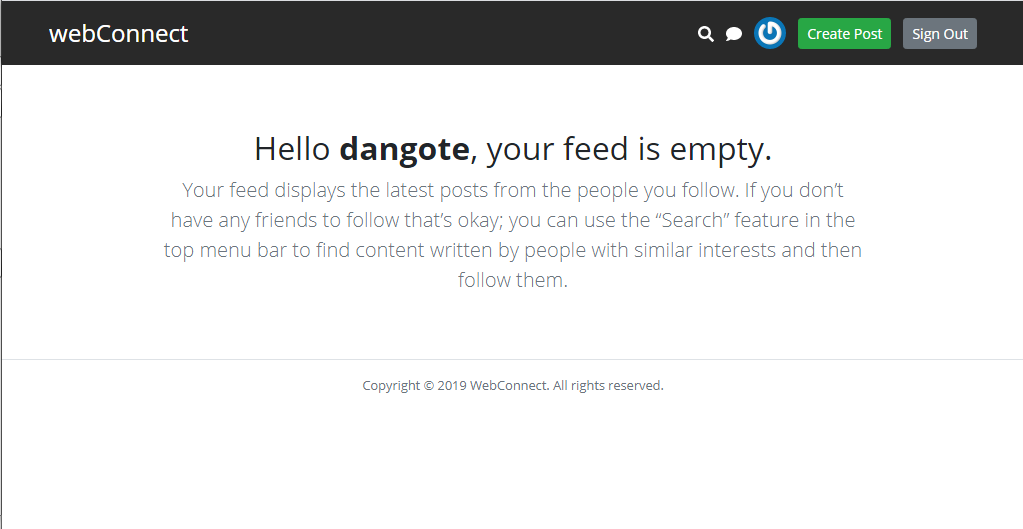 webConnect
Create Post
Sign Out
Hello dangote, your feed is empty.
Your feed displays the latest posts from the people you follow. If you don’t
have any friends to follow that’s okay; you can use the “Search” feature in the
top menu bar to find content written by people with similar interests and then
follow them.
Copyright © 2019 WebConnect. All rights reserved.